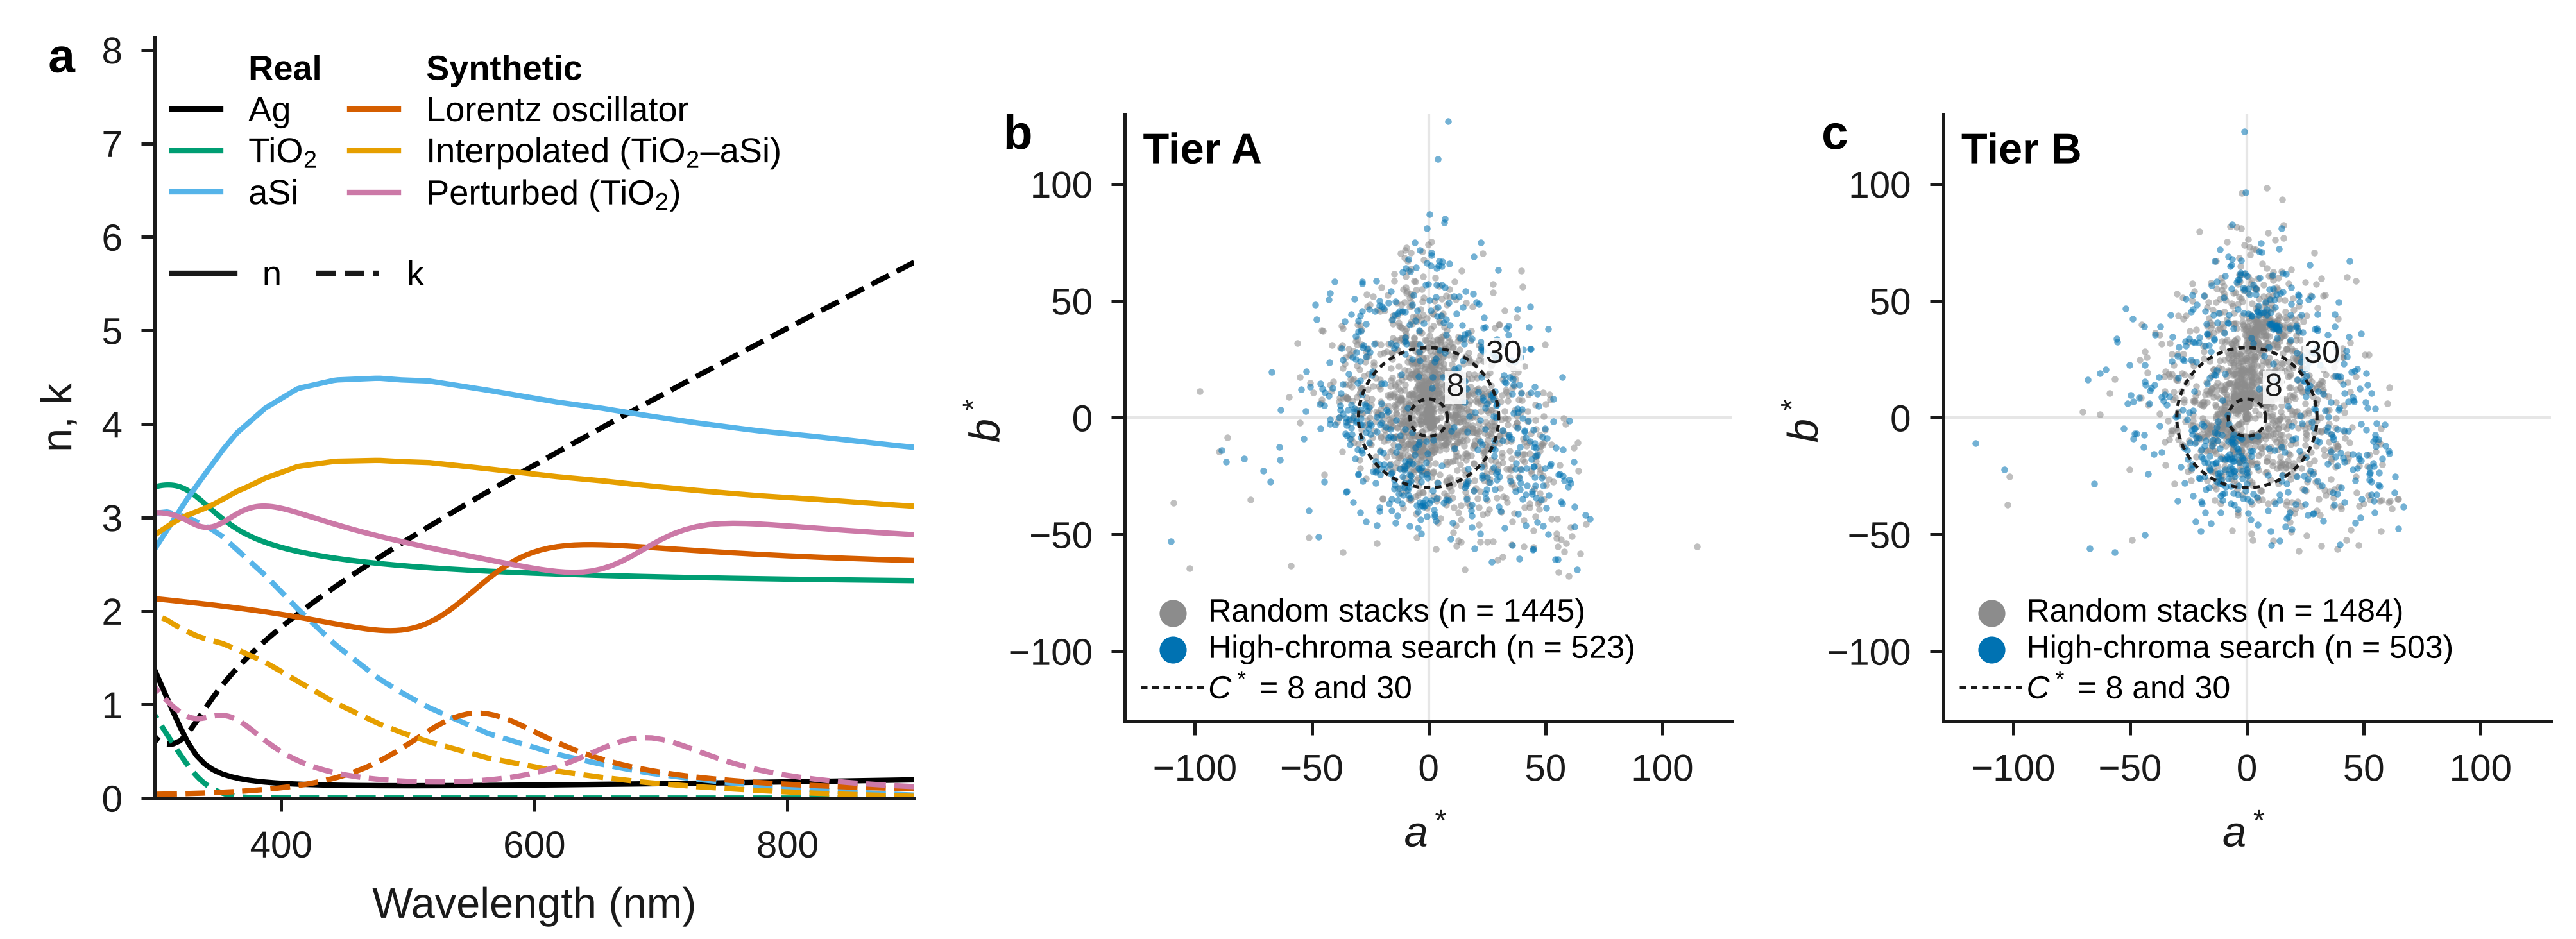 a
8
7
6
5
4
3
2
1
0
n, k
Real Synthetic
Ag Lorentz oscillator
TiO₂ Interpolated (TiO₂–aSi)
aSi Perturbed (TiO₂)
n k
400 600 800
Wavelength (nm)
b
Tier A
100
50
0
−50
−100
b*
30
8
Random stacks (n = 1445)
High-chroma search (n = 523)
C* = 8 and 30
−100 −50 0 50 100
a*
c
Tier B
100
50
0
−50
−100
b*
30
8
Random stacks (n = 1484)
High-chroma search (n = 503)
C* = 8 and 30
−100 −50 0 50 100
a*